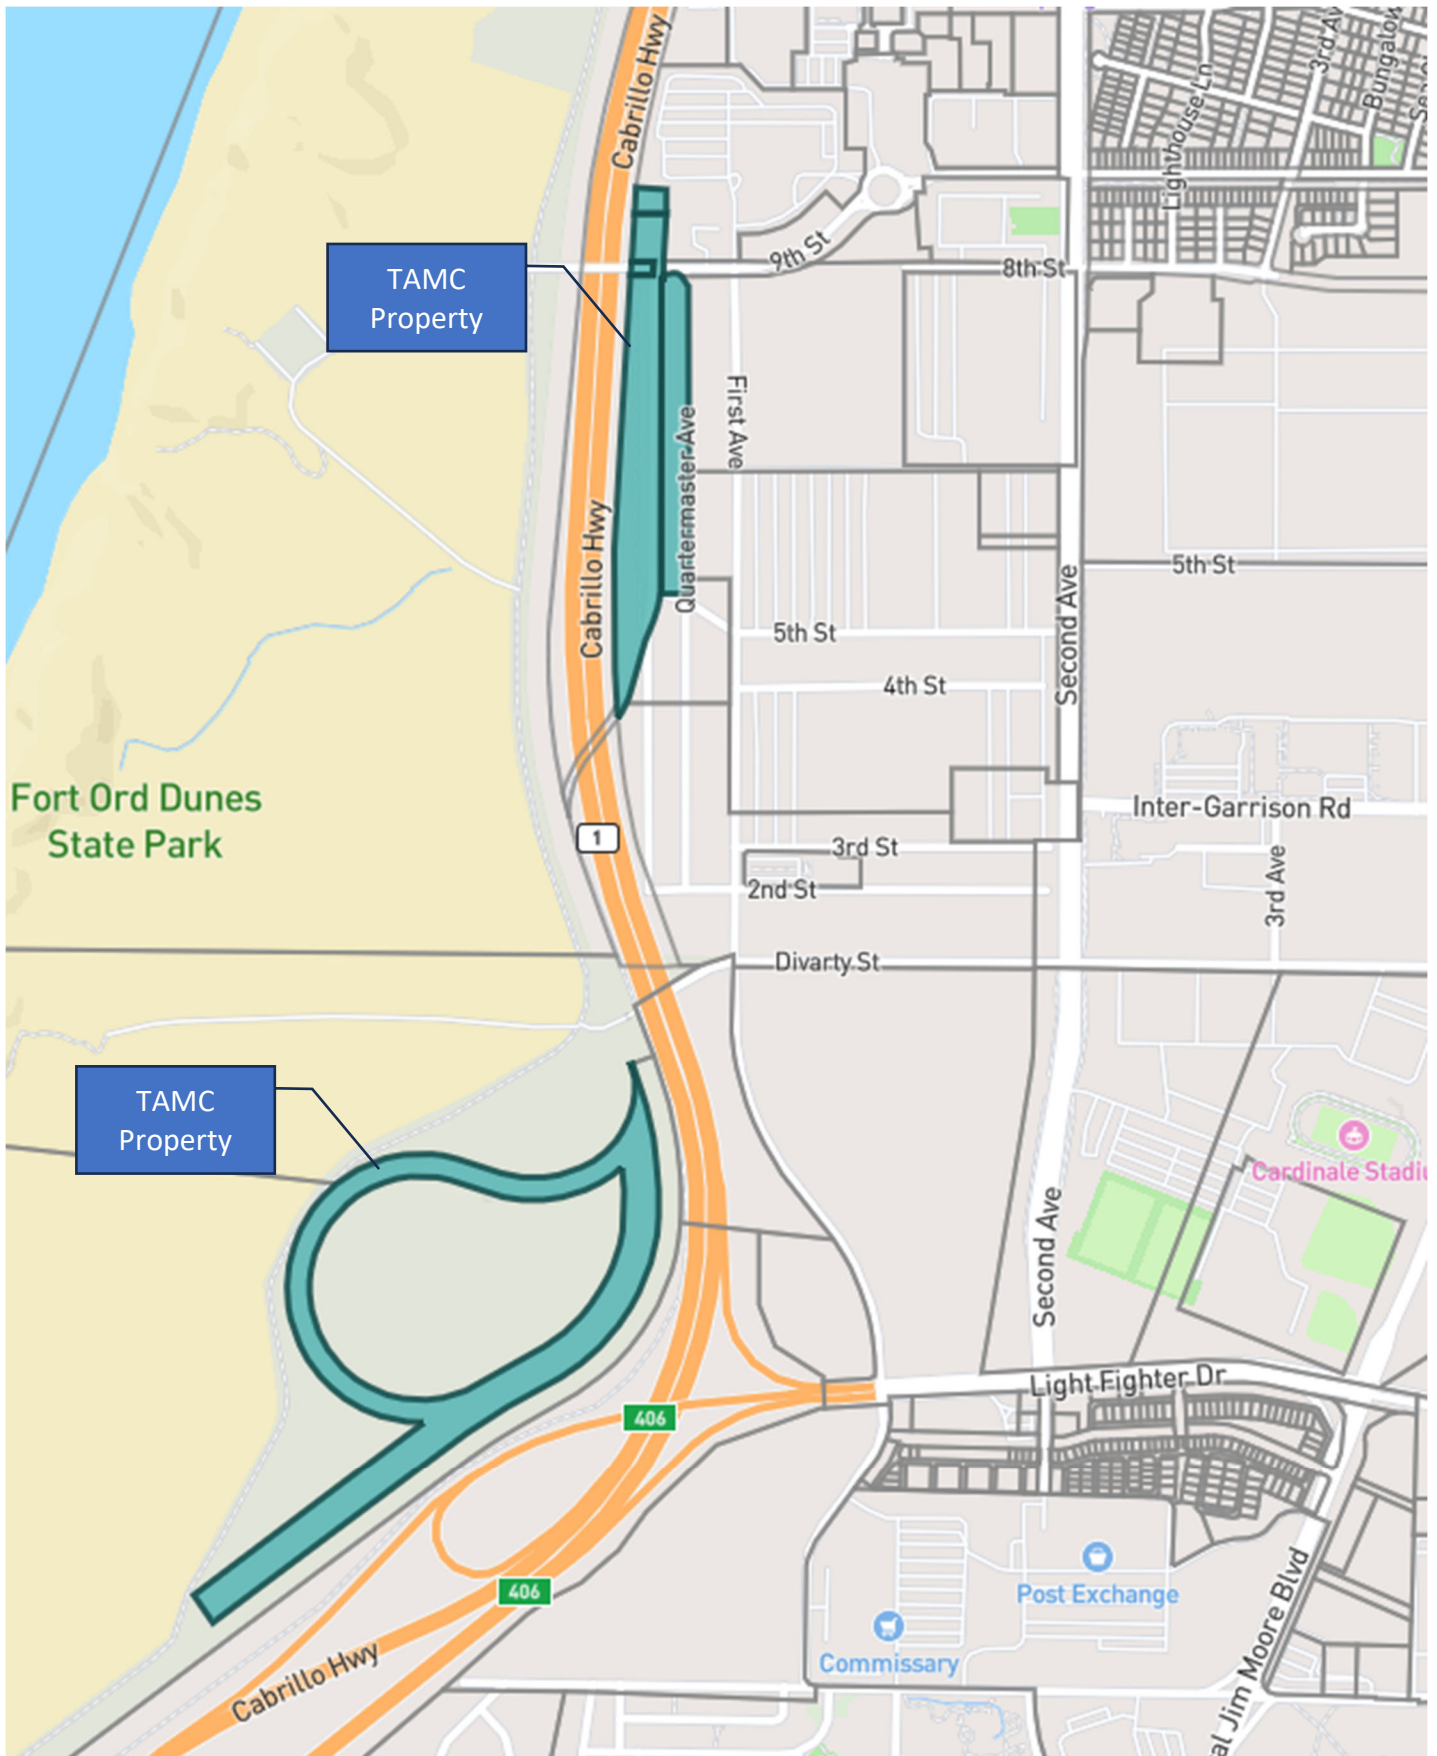 Cabrillo Hwy
Lighthouse Ln
3rd Av
Bungalow
TAMC
Property
9th St
8th St
First Ave
Quartermaster Ave
Cabrillo Hwy
5th St
5th St
Second Ave
4th St
Fort Ord Dunes
State Park
1
Inter-Garrison Rd
3rd St
2nd St
3rd Ave
Divarty St
TAMC
Property
Cardinale Stadiu
Second Ave
Light Fighter Dr
406
406
Post Exchange
Commissary
Cabrillo Hwy
al Jim Moore Blvd